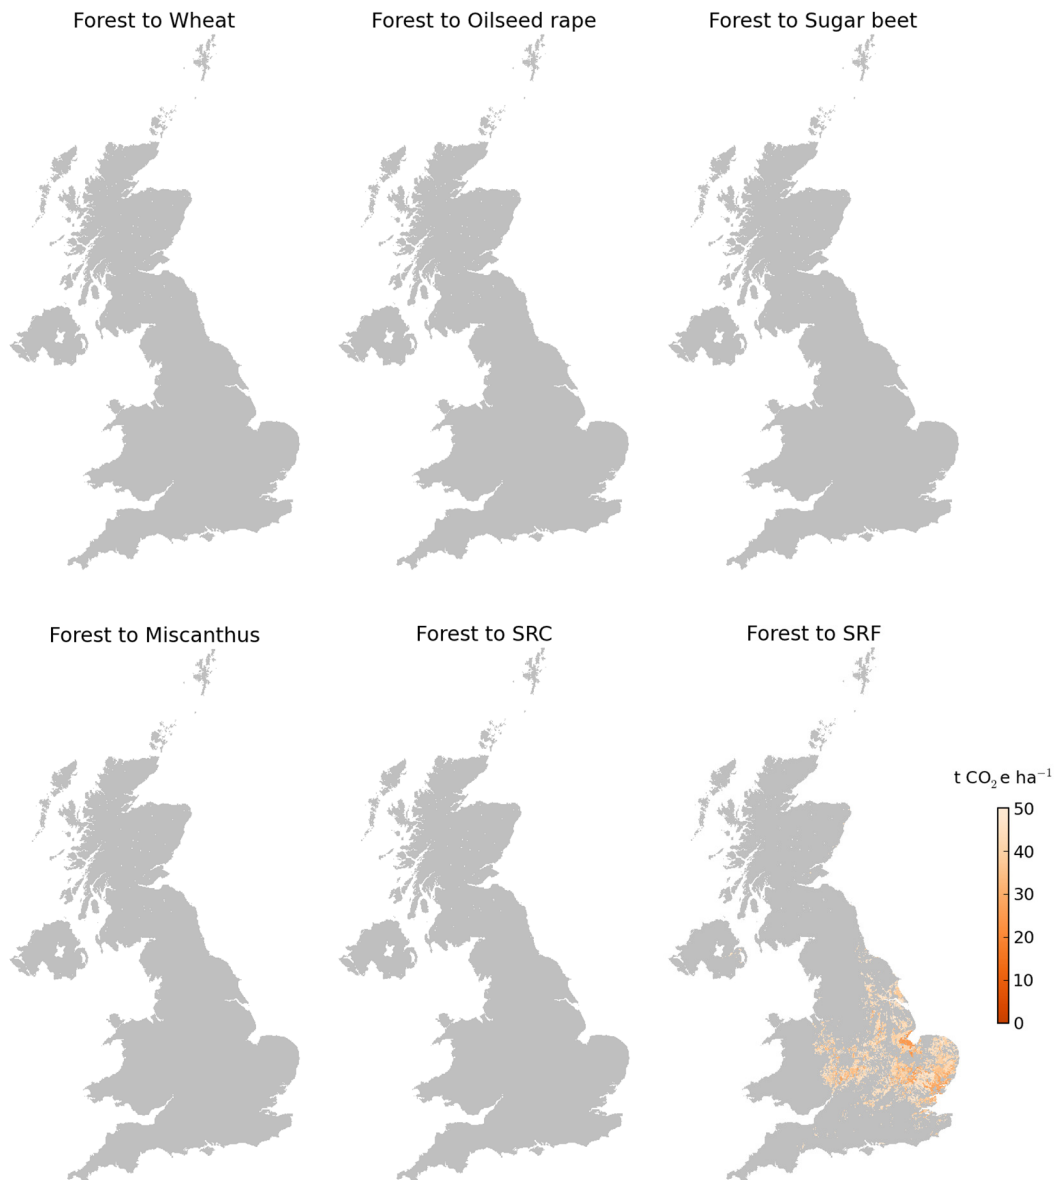 Forest to Wheat
Forest to Oilseed rape
Forest to Sugar beet
Forest to Miscanthus
Forest to SRC
Forest to SRF
t CO₂e ha⁻¹
50
40
30
20
10
0